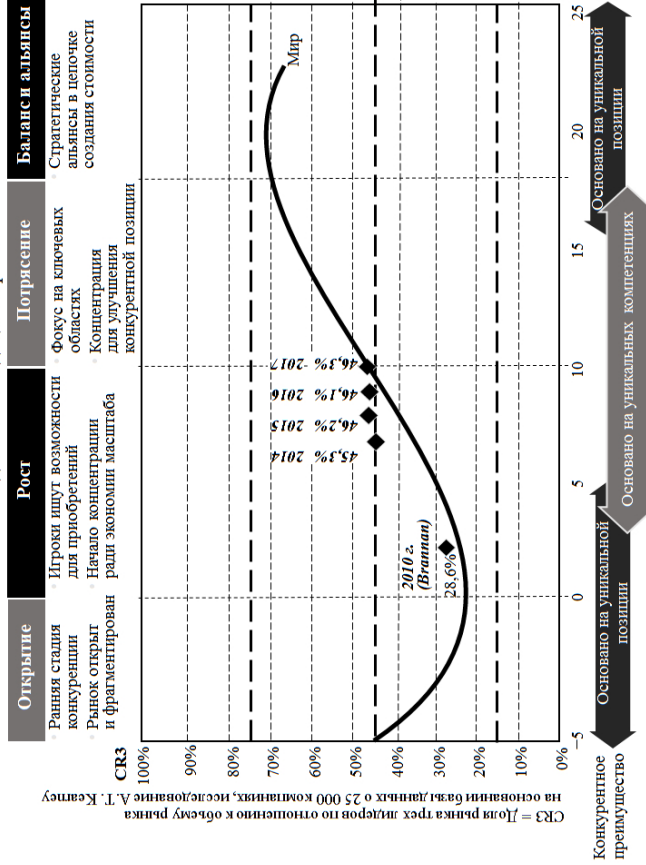 Открытие
Рост
Потрясение
Баланс и альянсы
Ранняя стадия
конкуренции
Рынок открыт
и фрагментирован
Игроки ищут возможности
для приобретений
Начало концентрации
ради экономии масштаба
Фокус на ключевых
областях
Концентрация
для улучшения
конкурентной позиции
Стратегические
альянсы в цепочке
создания стоимости
CR3
100%
90%
80%
70%
60%
50%
40%
30%
20%
10%
0%
CR3 = Доля рынка трех лидеров по отношению к объему рынка
на основании базы данных о 25 000 компаниях, исследование A.T. Kearney
2010 г.
(Brannan)
28,6%
45,3% 2014
46,2% 2015
46,1% 2016
46,3% 2017
Мир
–5
0
5
10
15
20
25
Конкурентное
преимущество
Основано на уникальной
позиции
Основано на уникальных компетенциях
Основано на уникальной
позиции